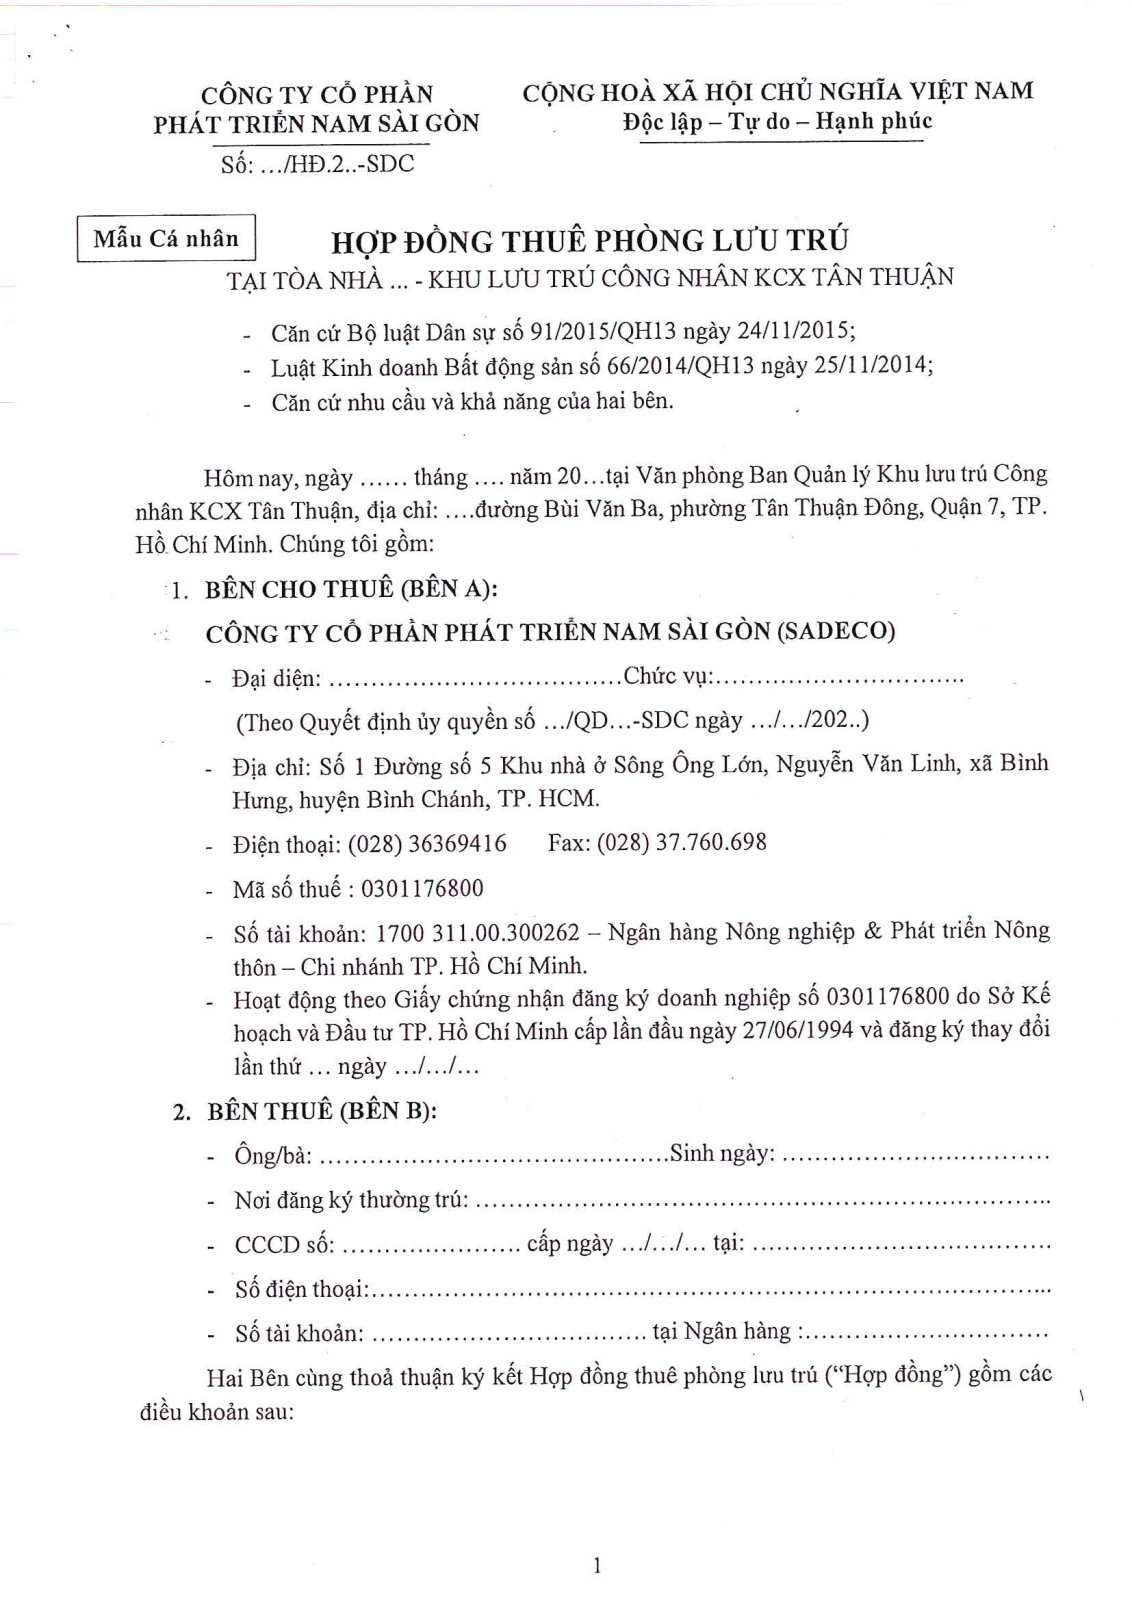 CÔNG TY CỔ PHẦN
PHÁT TRIỂN NAM SÀI GÒN
Số: .../HĐ.2..-SDC
CỘNG HOÀ XÃ HỘI CHỦ NGHĨA VIỆT NAM
Độc lập – Tự do – Hạnh phúc
Mẫu Cá nhân
HỢP ĐỒNG THUÊ PHÒNG LƯU TRÚ
TẠI TÒA NHÀ ... - KHU LƯU TRÚ CÔNG NHÂN KCX TÂN THUẬN
- Căn cứ Bộ luật Dân sự số 91/2015/QH13 ngày 24/11/2015;
- Luật Kinh doanh Bất động sản số 66/2014/QH13 ngày 25/11/2014;
- Căn cứ nhu cầu và khả năng của hai bên.
Hôm nay, ngày ...... tháng .... năm 20...tại Văn phòng Ban Quản lý Khu lưu trú Công
nhân KCX Tân Thuận, địa chỉ: ....đường Bùi Văn Ba, phường Tân Thuận Đông, Quận 7, TP.
Hồ Chí Minh. Chúng tôi gồm:
1. BÊN CHO THUÊ (BÊN A):
CÔNG TY CỔ PHẦN PHÁT TRIỂN NAM SÀI GÒN (SADECO)
- Đại diện: ...................................Chức vụ:..............................
(Theo Quyết định ủy quyền số .../QD...-SDC ngày .../.../202..)
- Địa chỉ: Số 1 Đường số 5 Khu nhà ở Sông Ông Lớn, Nguyễn Văn Linh, xã Bình
Hưng, huyện Bình Chánh, TP. HCM.
- Điện thoại: (028) 36369416 Fax: (028) 37.760.698
- Mã số thuế : 0301176800
- Số tài khoản: 1700 311.00.300262 – Ngân hàng Nông nghiệp & Phát triển Nông
thôn – Chi nhánh TP. Hồ Chí Minh.
- Hoạt động theo Giấy chứng nhận đăng ký doanh nghiệp số 0301176800 do Sở Kế
hoạch và Đầu tư TP. Hồ Chí Minh cấp lần đầu ngày 27/06/1994 và đăng ký thay đổi
lần thứ ... ngày .../.../...
2. BÊN THUÊ (BÊN B):
- Ông/bà: ..........................................Sinh ngày: ................................
- Nơi đăng ký thường trú: .....................................................................
- CCCD số: ...................... cấp ngày .../.../... tại: ....................................
- Số điện thoại:..................................................................................
- Số tài khoản: ................................. tại Ngân hàng :.............................
Hai Bên cùng thoả thuận ký kết Hợp đồng thuê phòng lưu trú (“Hợp đồng”) gồm các
điều khoản sau:
1